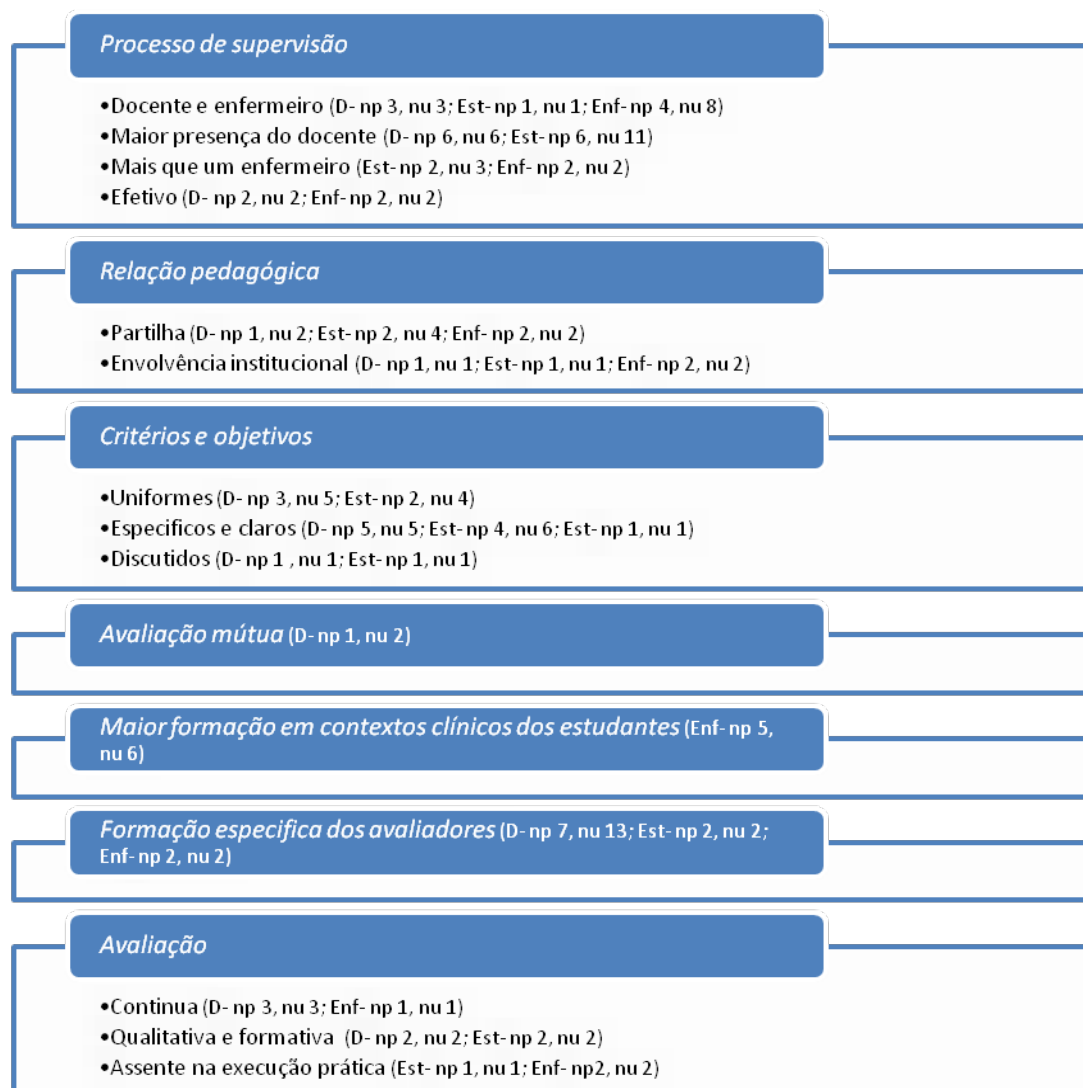 Processo de supervisão
•Docente e enfermeiro (D- np 3, nu 3; Est- np 1, nu 1; Enf- np 4, nu 8)
•Maior presença do docente (D- np 6, nu 6; Est- np 6, nu 11)
•Mais que um enfermeiro (Est- np 2, nu 3; Enf- np 2, nu 2)
•Efetivo (D- np 2, nu 2; Enf- np 2, nu 2)
Relação pedagógica
•Partilha (D- np 1, nu 2; Est- np 2, nu 4; Enf- np 2, nu 2)
•Envolvência institucional (D- np 1, nu 1; Est- np 1, nu 1; Enf- np 2, nu 2)
Critérios e objetivos
•Uniformes (D- np 3, nu 5; Est- np 2, nu 4)
•Especificos e claros (D- np 5, nu 5; Est- np 4, nu 6; Est- np 1, nu 1)
•Discutidos (D- np 1 , nu 1; Est- np 1, nu 1)
Avaliação mútua (D- np 1, nu 2)
Maior formação em contextos clínicos dos estudantes (Enf- np 5,
nu 6)
Formação especifica dos avaliadores (D- np 7, nu 13; Est- np 2, nu 2;
Enf- np 2, nu 2)
Avaliação
•Continua (D- np 3, nu 3; Enf- np 1, nu 1)
•Qualitativa e formativa (D- np 2, nu 2; Est- np 2, nu 2)
•Assente na execução prática (Est- np 1, nu 1; Enf- np2, nu 2)